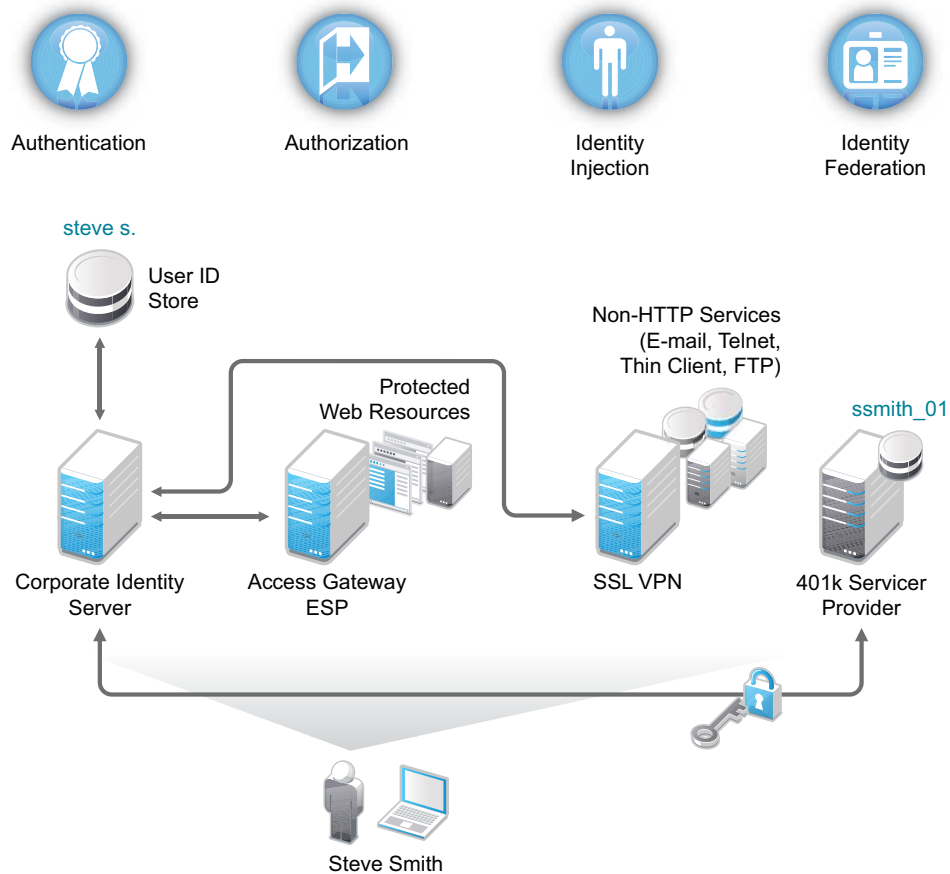 Authentication
Authorization
Identity
Injection
Identity
Federation
steve s.
User ID
Store
Non-HTTP Services
(E-mail, Telnet,
Thin Client, FTP)
Protected
Web Resources
ssmith_01
Corporate Identity
Server
Access Gateway
ESP
SSL VPN
401k Servicer
Provider
Steve Smith